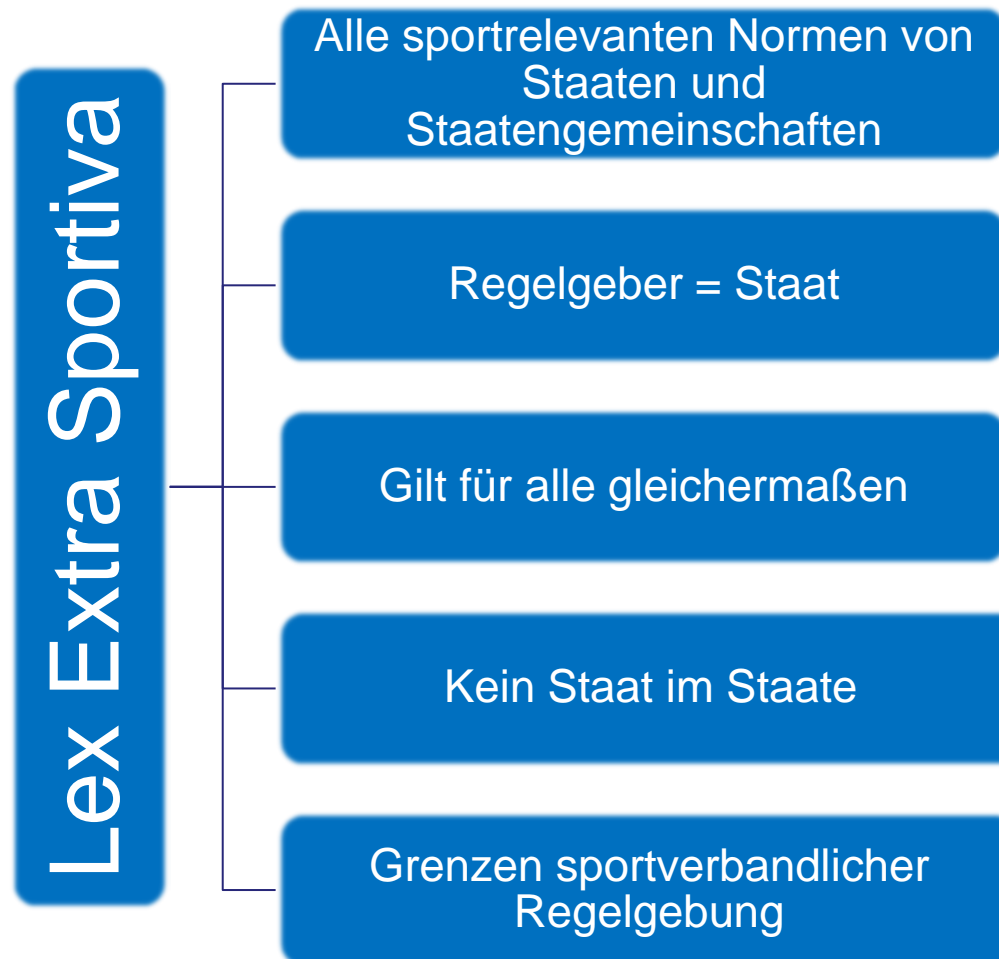 Lex Extra Sportiva
Alle sportrelevanten Normen von
Staaten und
Staatengemeinschaften
Regelgeber = Staat
Gilt für alle gleichermaßen
Kein Staat im Staate
Grenzen sportverbandlicher
Regelgebung